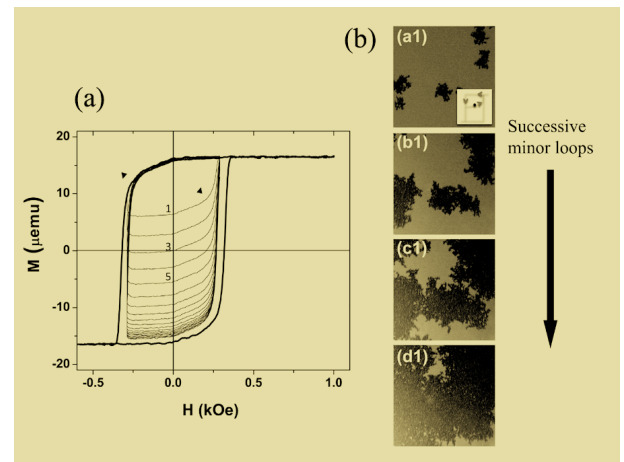 (a)
20
10
0
-10
-20
M (μemu)
1
3
5
-0.5
0.0
0.5
1.0
H (kOe)
(b)
(a1)
(b1)
(c1)
(d1)
Successive
minor loops